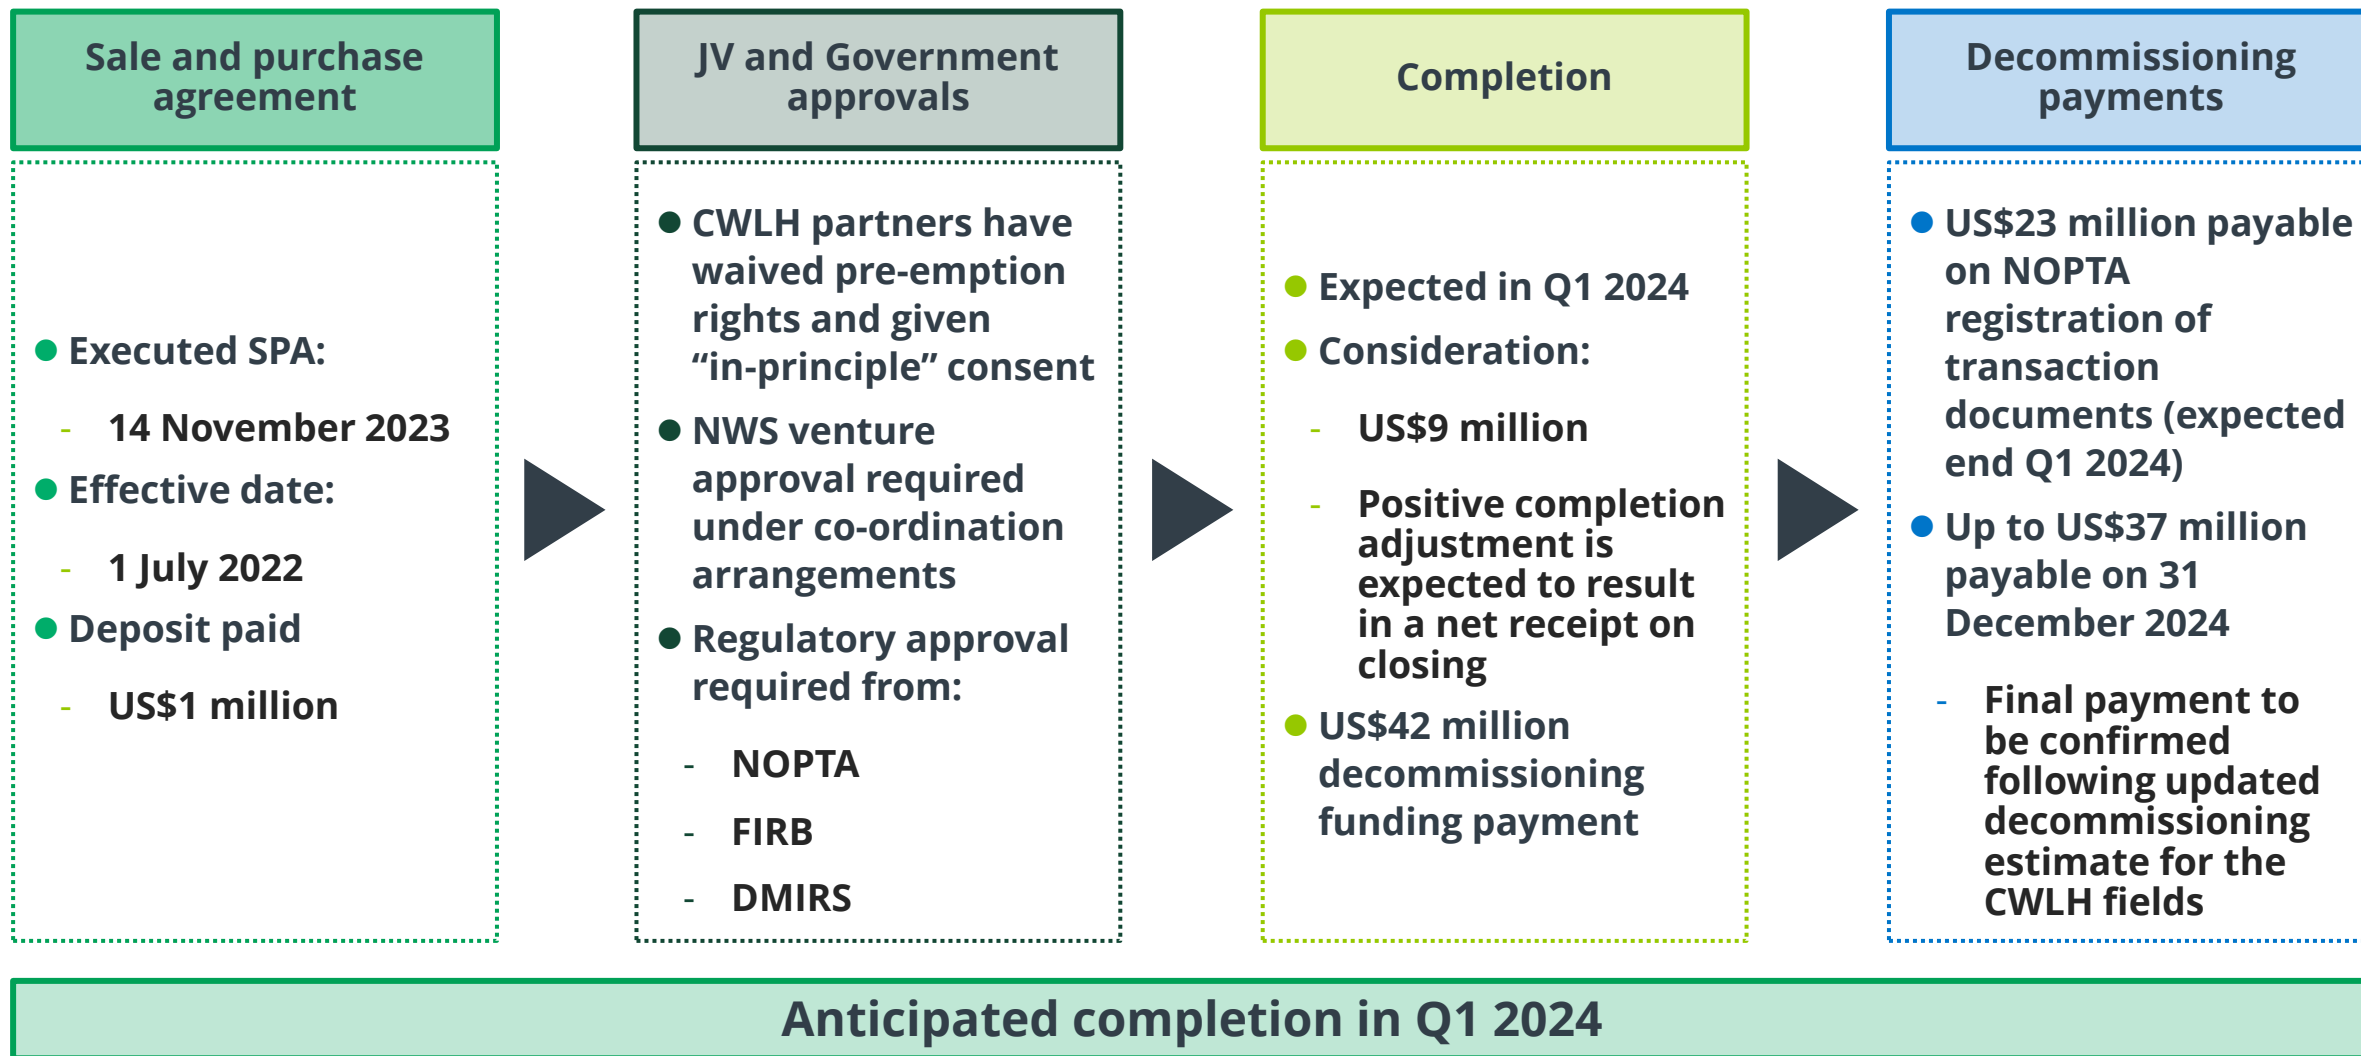 Sale and purchase
agreement
Executed SPA:
- 14 November 2023
Effective date:
- 1 July 2022
Deposit paid
- US$1 million
JV and Government
approvals
CWLH partners have
waived pre-emption
rights and given
“in-principle” consent
NWS venture
approval required
under co-ordination
arrangements
Regulatory approval
required from:
- NOPTA
- FIRB
- DMIRS
Completion
Expected in Q1 2024
Consideration:
- US$9 million
- Positive completion
adjustment is
expected to result
in a net receipt on
closing
US$42 million
decommissioning
funding payment
Decommissioning
payments
US$23 million payable
on NOPTA
registration of
transaction
documents (expected
end Q1 2024)
Up to US$37 million
payable on 31
December 2024
- Final payment to
be confirmed
following updated
decommissioning
estimate for the
CWLH fields
Anticipated completion in Q1 2024